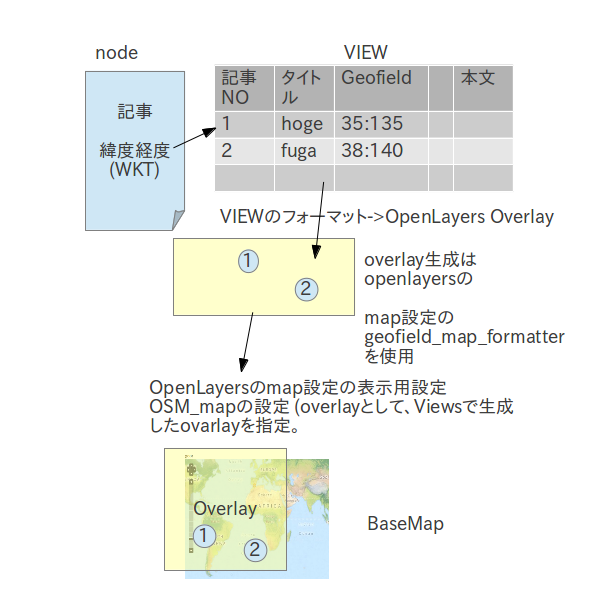 node
VIEW
記事
緯度経度
(WKT)
記事 タイト Geofield 本文
NO ル
1 hoge 35:135
2 fuga 38:140
VIEWのフォーマット->OpenLayers Overlay
1
2
overlay生成は
openlayersの
map設定の
geofield_map_formatter
を使用
OpenLayersのmap設定の表示用設定
OSM_mapの設定 (overlayとして、Viewsで生成
したovarlayを指定。
Overlay
1
2
BaseMap